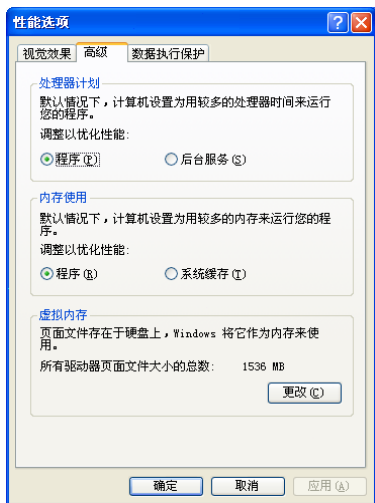 性能选项
视觉效果 高级 数据执行保护
处理器计划
默认情况下，计算机设置为用较多的处理器时间来运行
您的程序。
调整以优化性能:
程序(P) 后台服务(S)
内存使用
默认情况下，计算机设置为用较多的内存来运行您的程
序。
调整以优化性能:
程序(R) 系统缓存(T)
虚拟内存
页面文件存在于硬盘上，Windows 将它作为内存来使
用。
所有驱动器页面文件大小的总数: 1536 MB
更改(C)
确定 取消 应用(A)